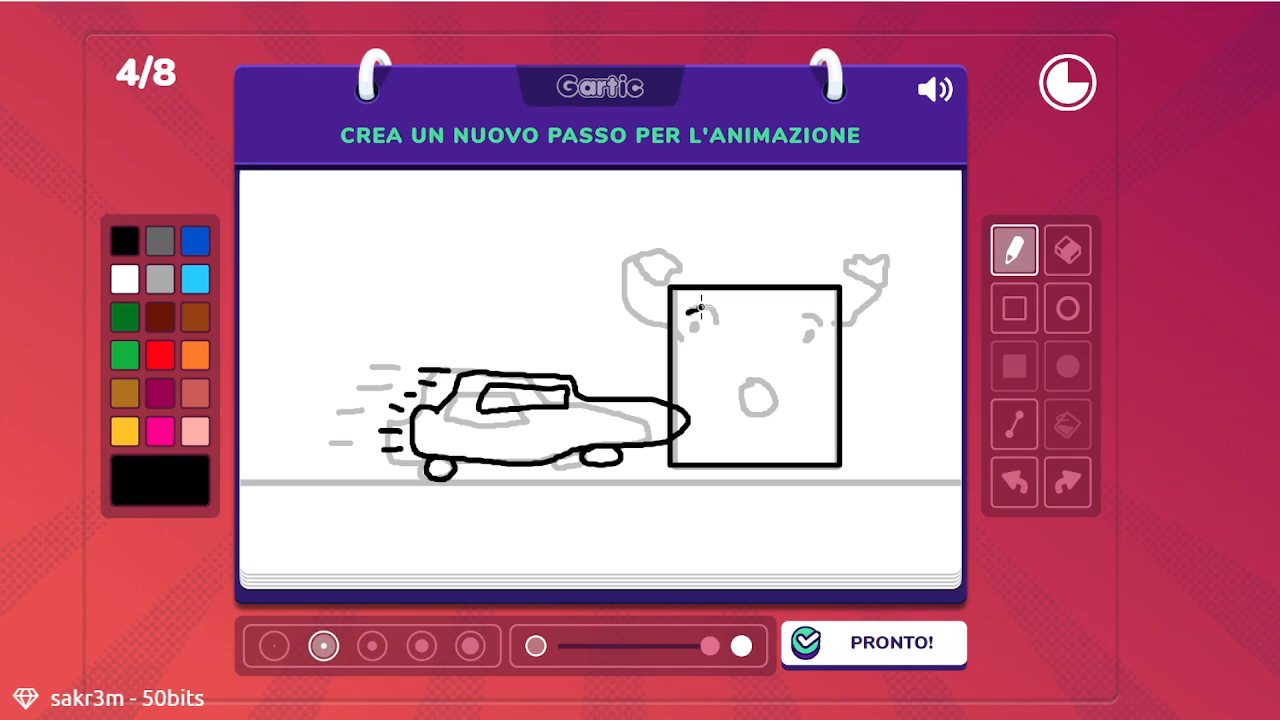 4/8
Gartic
CREA UN NUOVO PASSO PER L'ANIMAZIONE
PRONTO!
sakr3m - 50bits